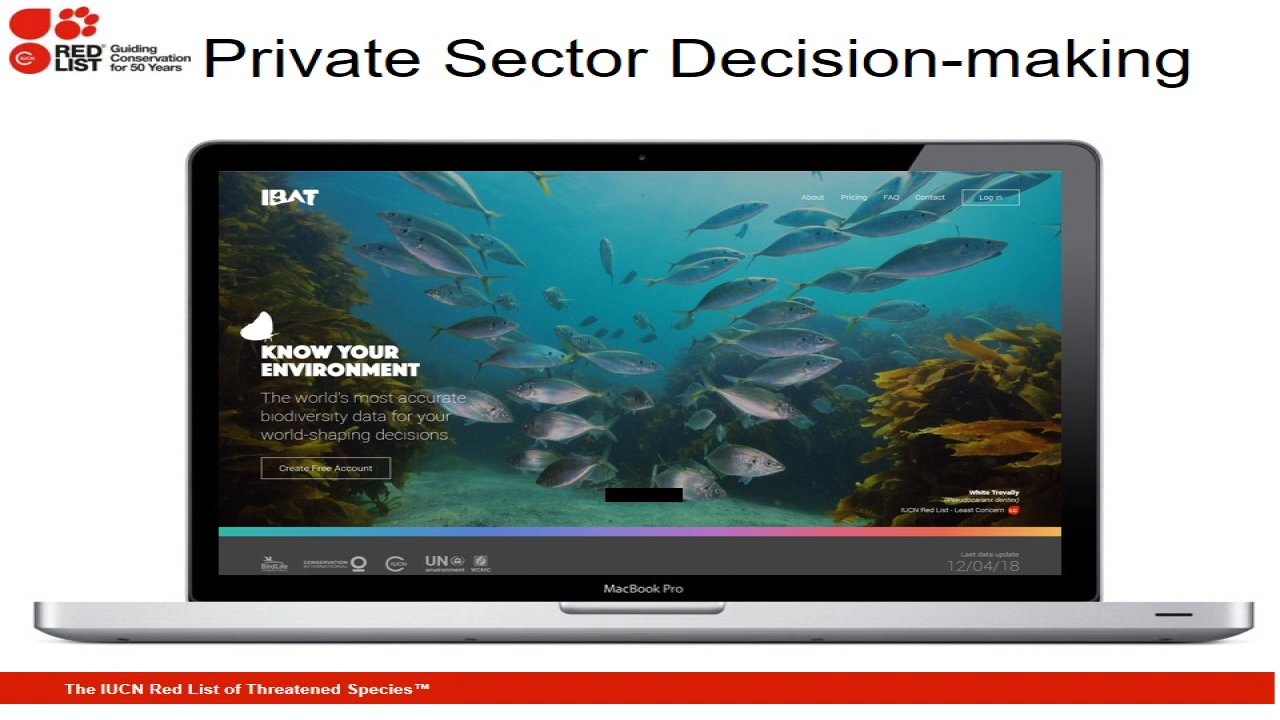 RED LIST
IUCN
Guiding
Conservation
for 50 Years
Private Sector Decision-making
IBAT
About Pricing FAQ Contact Log in
KNOW YOUR
ENVIRONMENT
The world's most accurate
biodiversity data for your
world-shaping decisions
Create Free Account
White Trevally
(Pseudocaranx dentex)
IUCN Red List - Least Concern LC
BirdLife
INTERNATIONAL
CONSERVATION
INTERNATIONAL
IUCN
UN
environment
WCMC
Last data update
12/04/18
MacBook Pro
The IUCN Red List of Threatened Species™